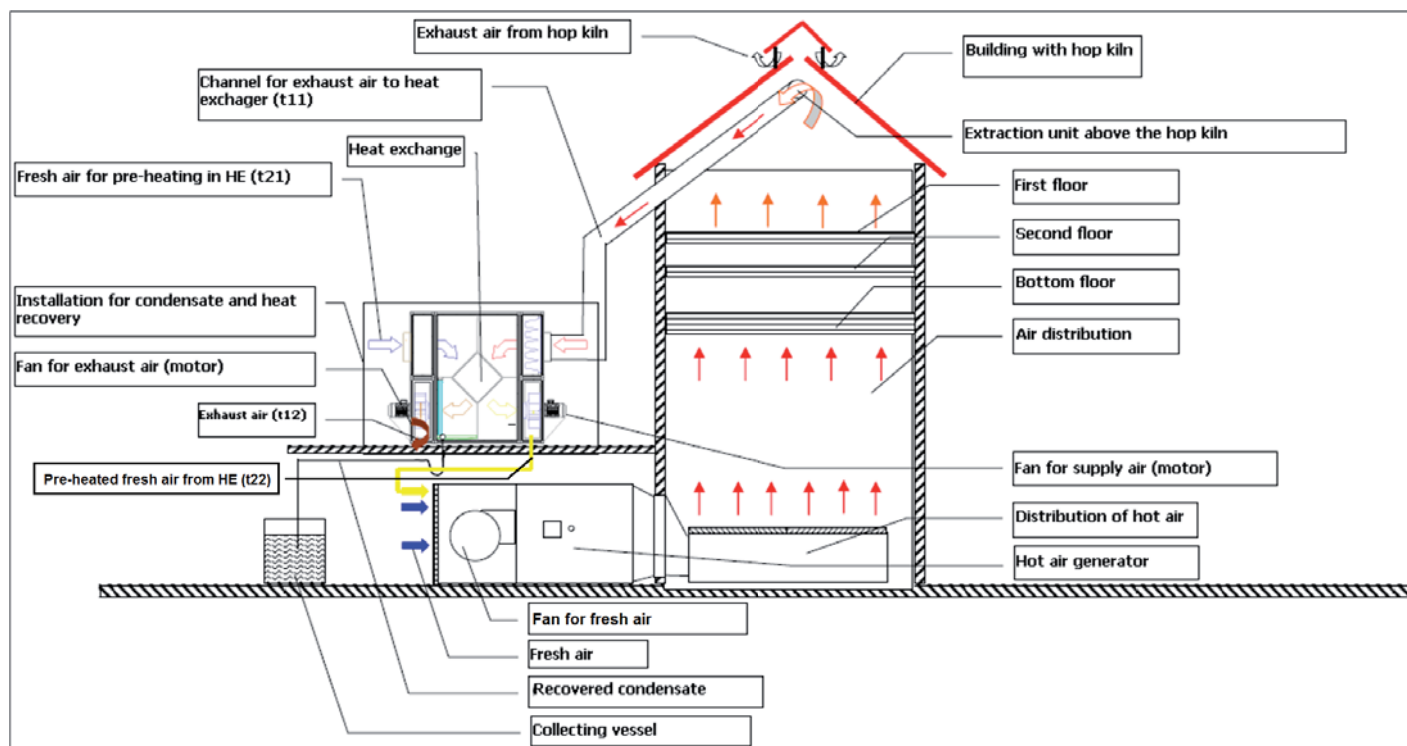 Exhaust air from hop kiln
Channel for exhaust air to heat
exchager (t11)
Heat exchange
Fresh air for pre-heating in HE (t21)
Installation for condensate and heat
recovery
Fan for exhaust air (motor)
Exhaust air (t12)
Pre-heated fresh air from HE (t22)
Building with hop kiln
Extraction unit above the hop kiln
First floor
Second floor
Bottom floor
Air distribution
Fan for supply air (motor)
Distribution of hot air
Hot air generator
Fan for fresh air
Fresh air
Recovered condensate
Collecting vessel